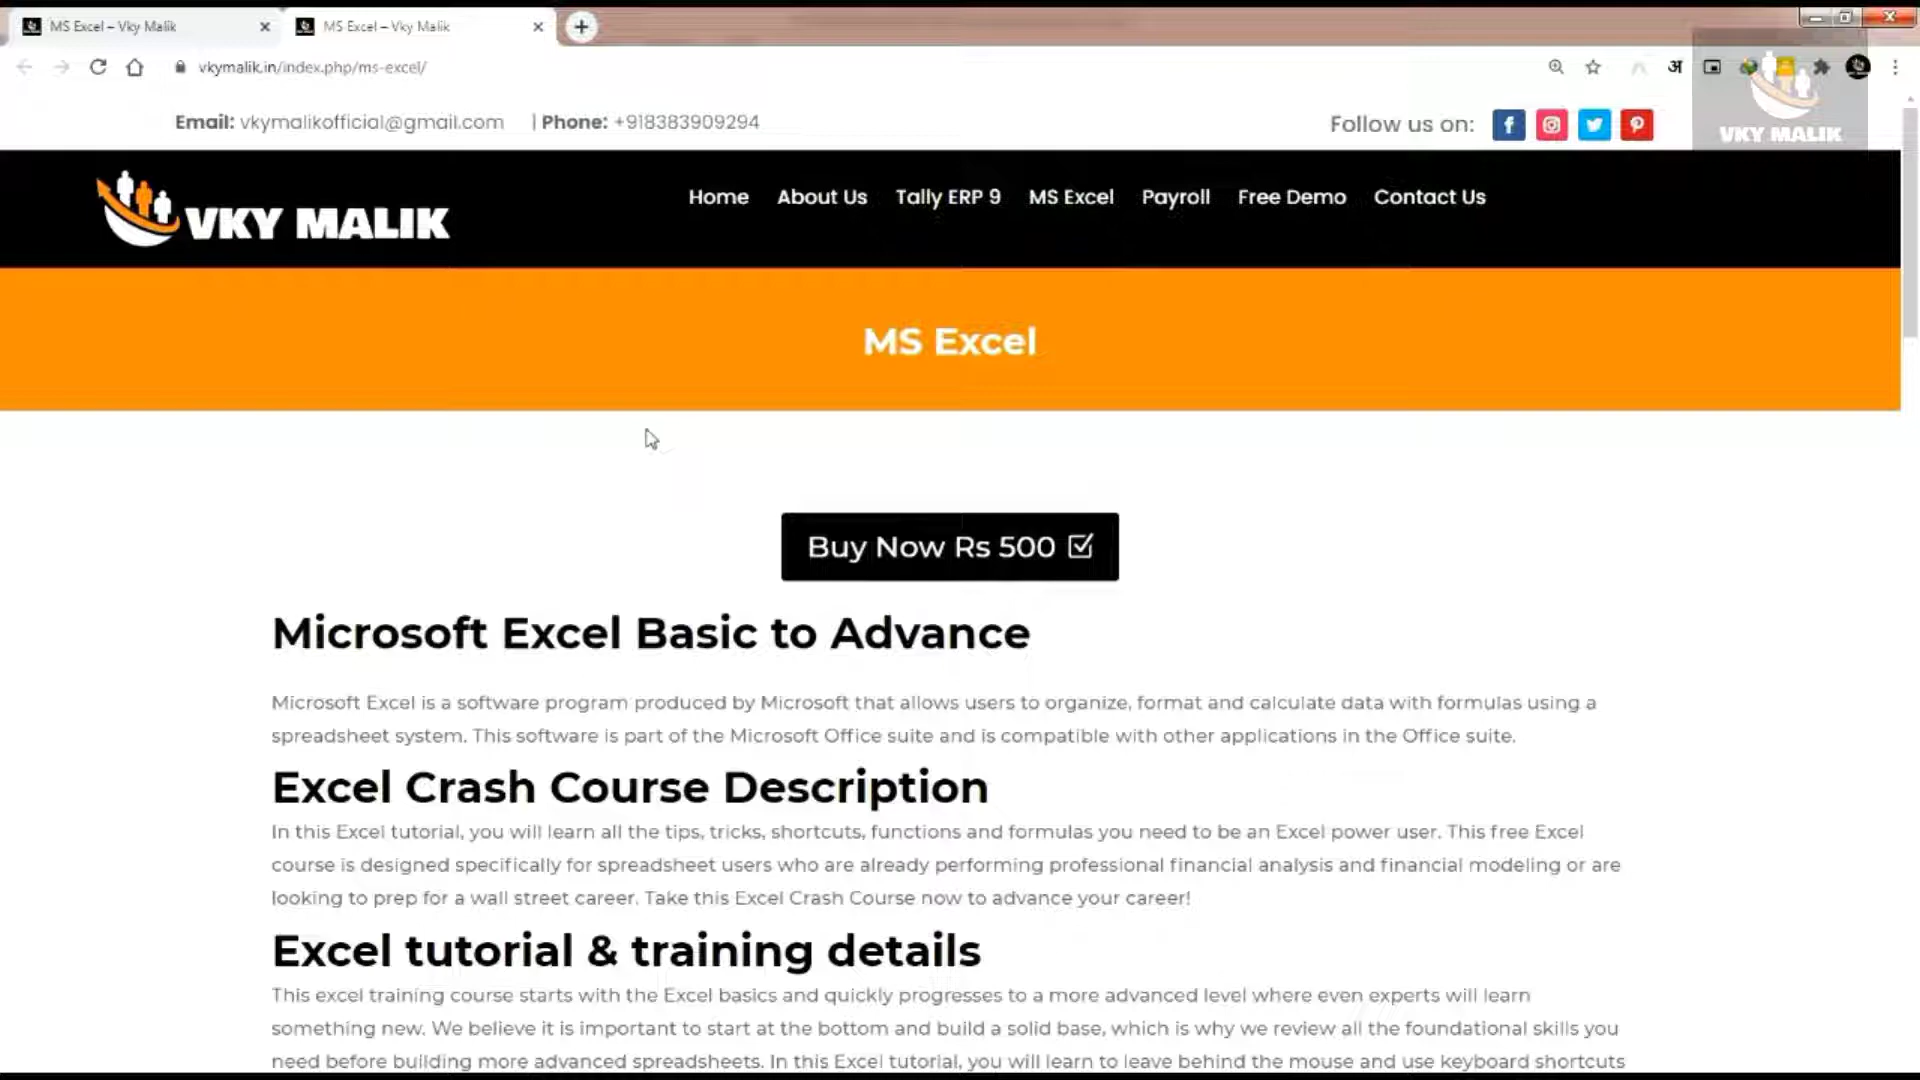 MS Excel – Vky Malik
MS Excel – Vky Malik
vkymalik.in/index.php/ms-excel/
अ
Email: vkymalikofficial@gmail.com | Phone: +918383909294
Follow us on:
VKY MALIK
VKY MALIK
Home About Us Tally ERP 9 MS Excel Payroll Free Demo Contact Us
MS Excel
Buy Now Rs 500
Microsoft Excel Basic to Advance
Microsoft Excel is a software program produced by Microsoft that allows users to organize, format and calculate data with formulas using a
spreadsheet system. This software is part of the Microsoft Office suite and is compatible with other applications in the Office suite.
Excel Crash Course Description
In this Excel tutorial, you will learn all the tips, tricks, shortcuts, functions and formulas you need to be an Excel power user. This free Excel
course is designed specifically for spreadsheet users who are already performing professional financial analysis and financial modeling or are
looking to prep for a wall street career. Take this Excel Crash Course now to advance your career!
Excel tutorial & training details
This excel training course starts with the Excel basics and quickly progresses to a more advanced level where even experts will learn
something new. We believe it is important to start at the bottom and build a solid base, which is why we review all the foundational skills you
need before building more advanced spreadsheets. In this Excel tutorial, you will learn to leave behind the mouse and use keyboard shortcuts